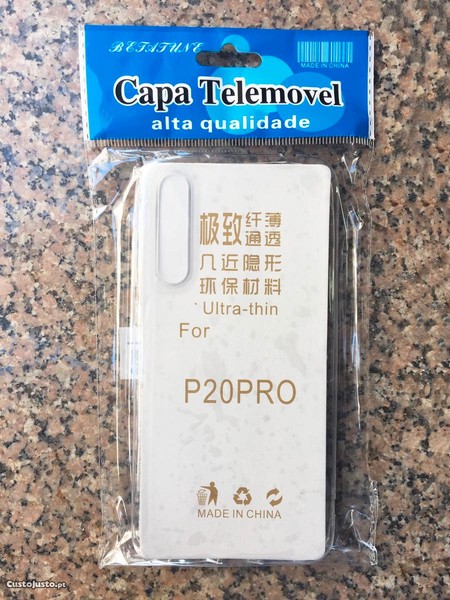 BETATUNE
MADE IN CHINA
Capa Telemovel
alta qualidade
极致纤薄通透
几近隐形
环保材料
Ultra-thin
For
P20PRO
MADE IN CHINA
CustoJusto.pt